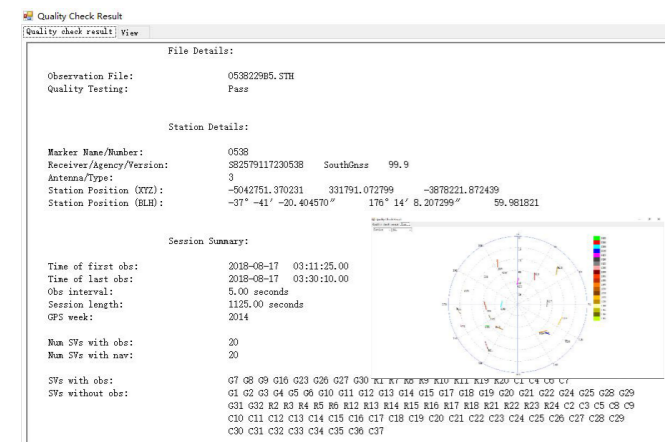 Quality Check Result
Quality check result View
File Details:
Observation File: 0538229B5.STH
Quality Testing: Pass
Station Details:
Marker Name/Number: 0538
Receiver/Agency/Version: S82579117230538 SouthGnss 99.9
Antenna/Type: 3
Station Position (XYZ): -5042751.370231 331791.072799 -3878221.872439
Station Position (BLH): -37° -41′ -20.404570″ 176° 14′ 8.207299″ 59.981821
Session Summary:
Time of first obs: 2018-08-17 03:11:25.00
Time of last obs: 2018-08-17 03:30:10.00
Obs interval: 5.00 seconds
Session length: 1125.00 seconds
GPS week: 2014
Num SVs with obs: 20
Num SVs with nav: 20
SVs with obs: G7 G8 G9 G16 G23 G26 G27 G30 R1 R7 R8 R9 R10 R11 R19 R20 C1 C4 C6 C7
SVs without obs: G1 G2 G3 G4 G5 G6 G10 G11 G12 G13 G14 G15 G17 G18 G19 G20 G21 G22 G24 G25 G28 G29
G31 G32 R2 R3 R4 R5 R6 R12 R13 R14 R15 R16 R17 R18 R21 R22 R23 R24 C2 C3 C5 C8 C9
C10 C11 C12 C13 C14 C15 C16 C17 C18 C19 C20 C21 C22 C23 C24 C25 C26 C27 C28 C29
C30 C31 C32 C33 C34 C35 C36 C37